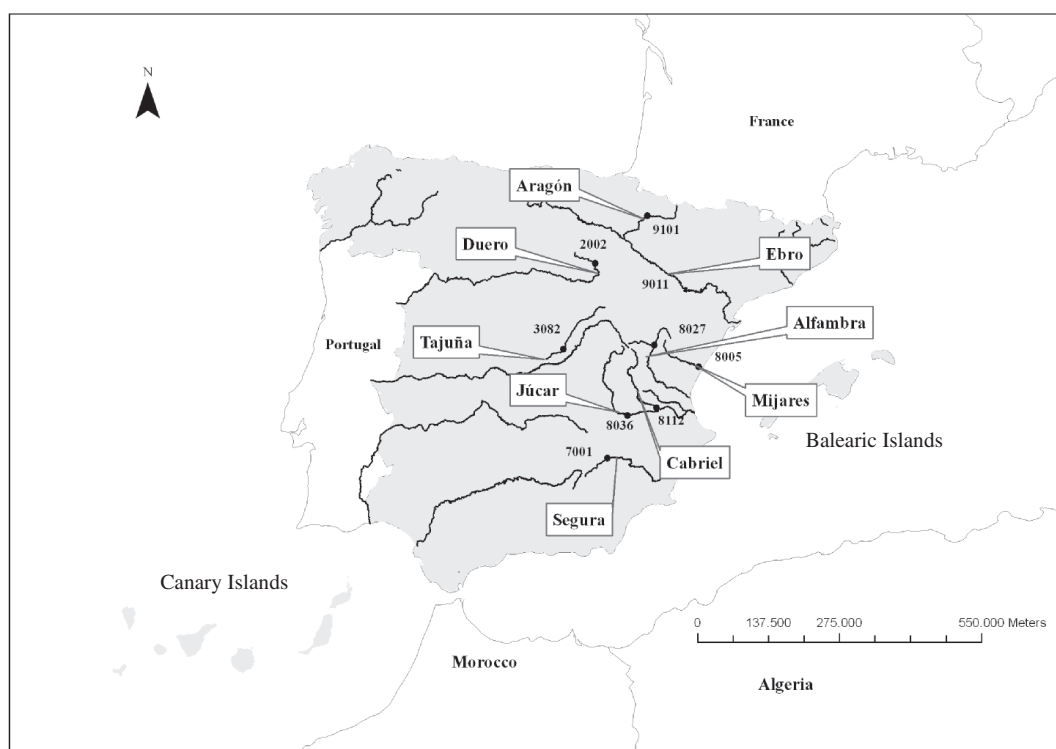 N
France
Aragón
9101
Duero
2002
Ebro
9011
Alfambra
3082
8027
Portugal
Tajuña
8005
Júcar
Mijares
8036
8112
Balearic Islands
7001
Cabriel
Segura
Canary Islands
0 137.500 275.000 550.000 Meters
Morocco
Algeria